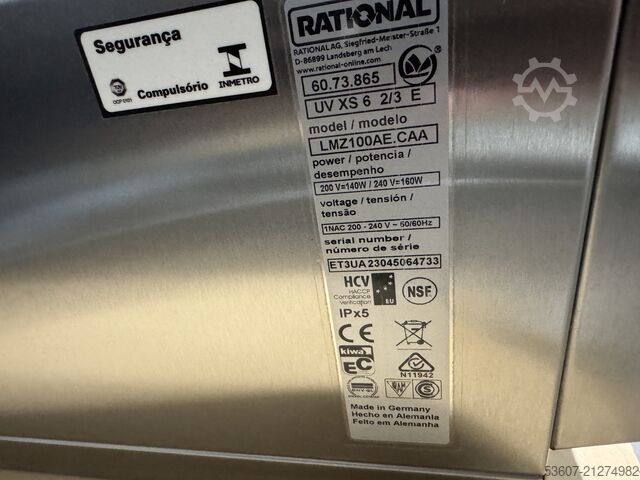 Segurança
Compulsório
INMETRO
OCP 0101
RATIONAL
RATIONAL AG, Siegfried-Meister-Straße 1
D-86899 Landsberg am Lech
www.rational-online.com
60.73.865
UV XS 6 2/3 E
model / modelo
LMZ100AE.CAA
power / potencia /
desempenho
200 V=140W / 240 V=160W
voltage / tensión /
tensão
1NAC 200 - 240 V ~ 50/60Hz
serial number /
número de série
ET3UA23045064733
HCV
HACCP
Compliance
Verification
EU
NSF
IPx5
CE
kiwa
EC
N11942
Made in Germany
Hecho en Alemania
Feito em Alemanha
53607-21274982